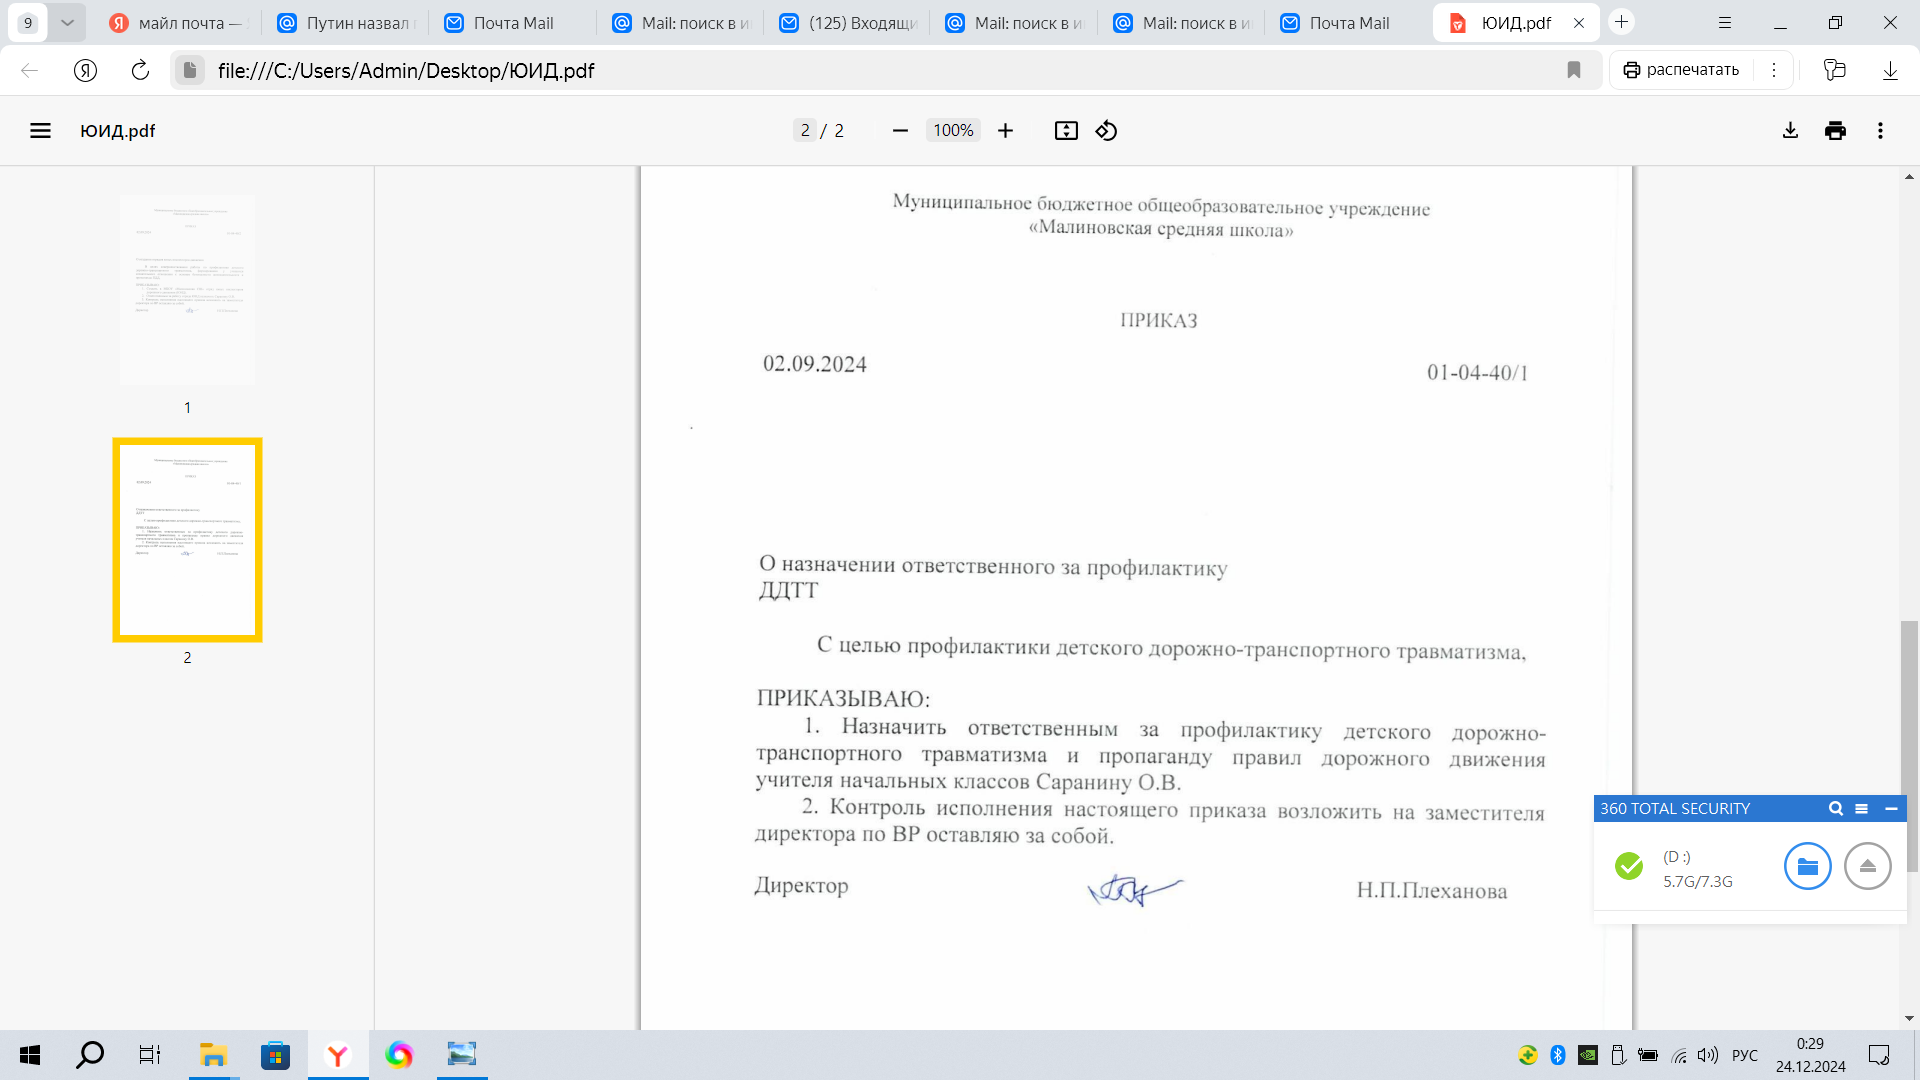 9
майл почта —
Путин назвал
Почта Mail
Mail: поиск в и
(125) Входящи
Mail: поиск в и
Mail: поиск в и
Почта Mail
ЮИД.pdf
file:///C:/Users/Admin/Desktop/ЮИД.pdf
распечатать
ЮИД.pdf
2 / 2
100%
1
2
Муниципальное бюджетное общеобразовательное учреждение
«Малиновская средняя школа»
ПРИКАЗ
02.09.2024
01-04-40/1
О назначении ответственного за профилактику
ДДТТ
С целью профилактики детского дорожно-транспортного травматизма,
ПРИКАЗЫВАЮ:
1. Назначить ответственным за профилактику детского дорожно-
транспортного травматизма и пропаганду правил дорожного движения
учителя начальных классов Саранину О.В.
2. Контроль исполнения настоящего приказа возложить на заместителя
директора по ВР оставляю за собой.
Директор
Н.П.Плеханова
360 TOTAL SECURITY
(D :)
5.7G/7.3G
РУС
0:29
24.12.2024